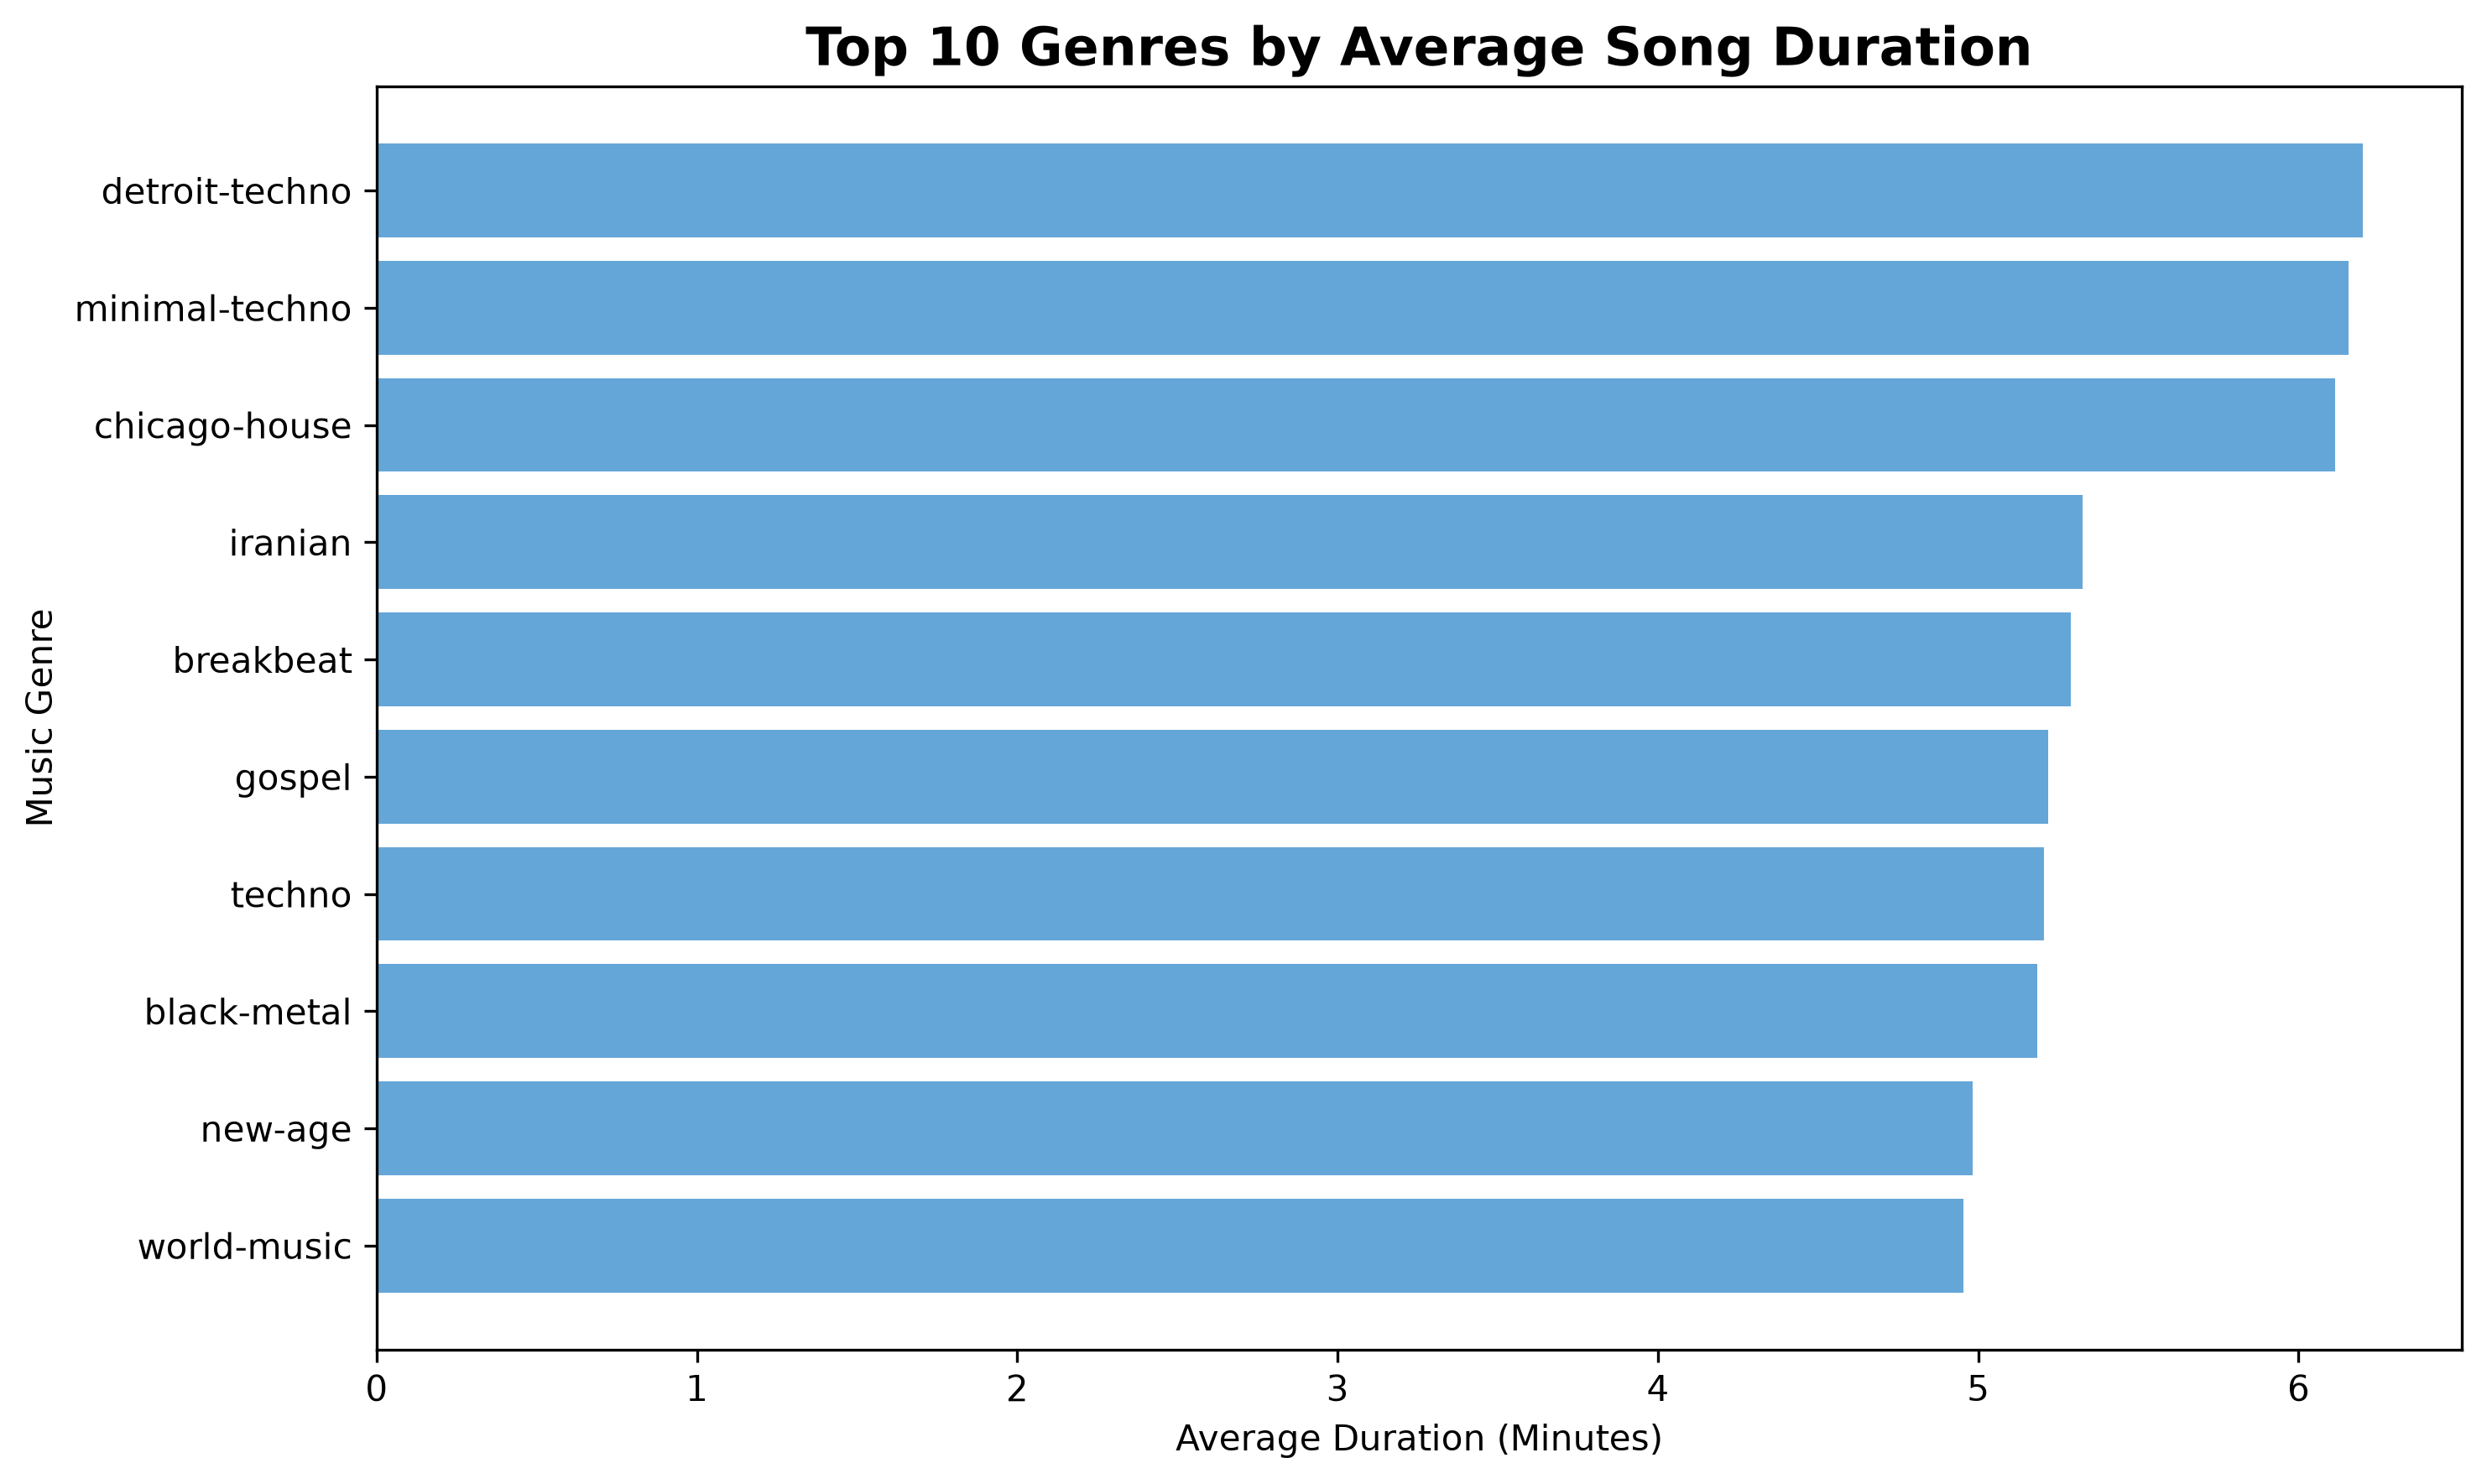 Top 10 Genres by Average Song Duration
Music Genre
detroit-techno
minimal-techno
chicago-house
iranian
breakbeat
gospel
techno
black-metal
new-age
world-music
0 1 2 3 4 5 6
Average Duration (Minutes)